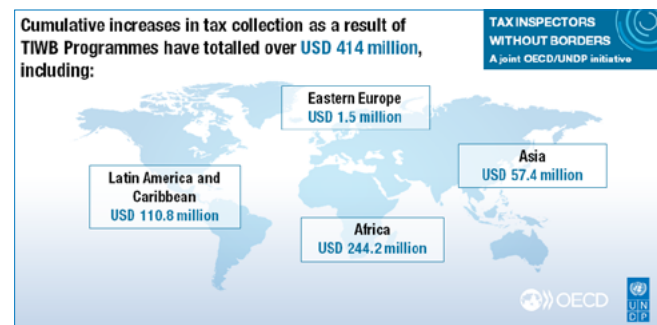 Cumulative increases in tax collection as a result of
TIWB Programmes have totalled over USD 414 million,
including:
TAX INSPECTORS
WITHOUT BORDERS
A joint OECD/UNDP initiative
Eastern Europe
USD 1.5 million
Asia
USD 57.4 million
Latin America and
Caribbean
USD 110.8 million
Africa
USD 244.2 million
OECD
U N
D P